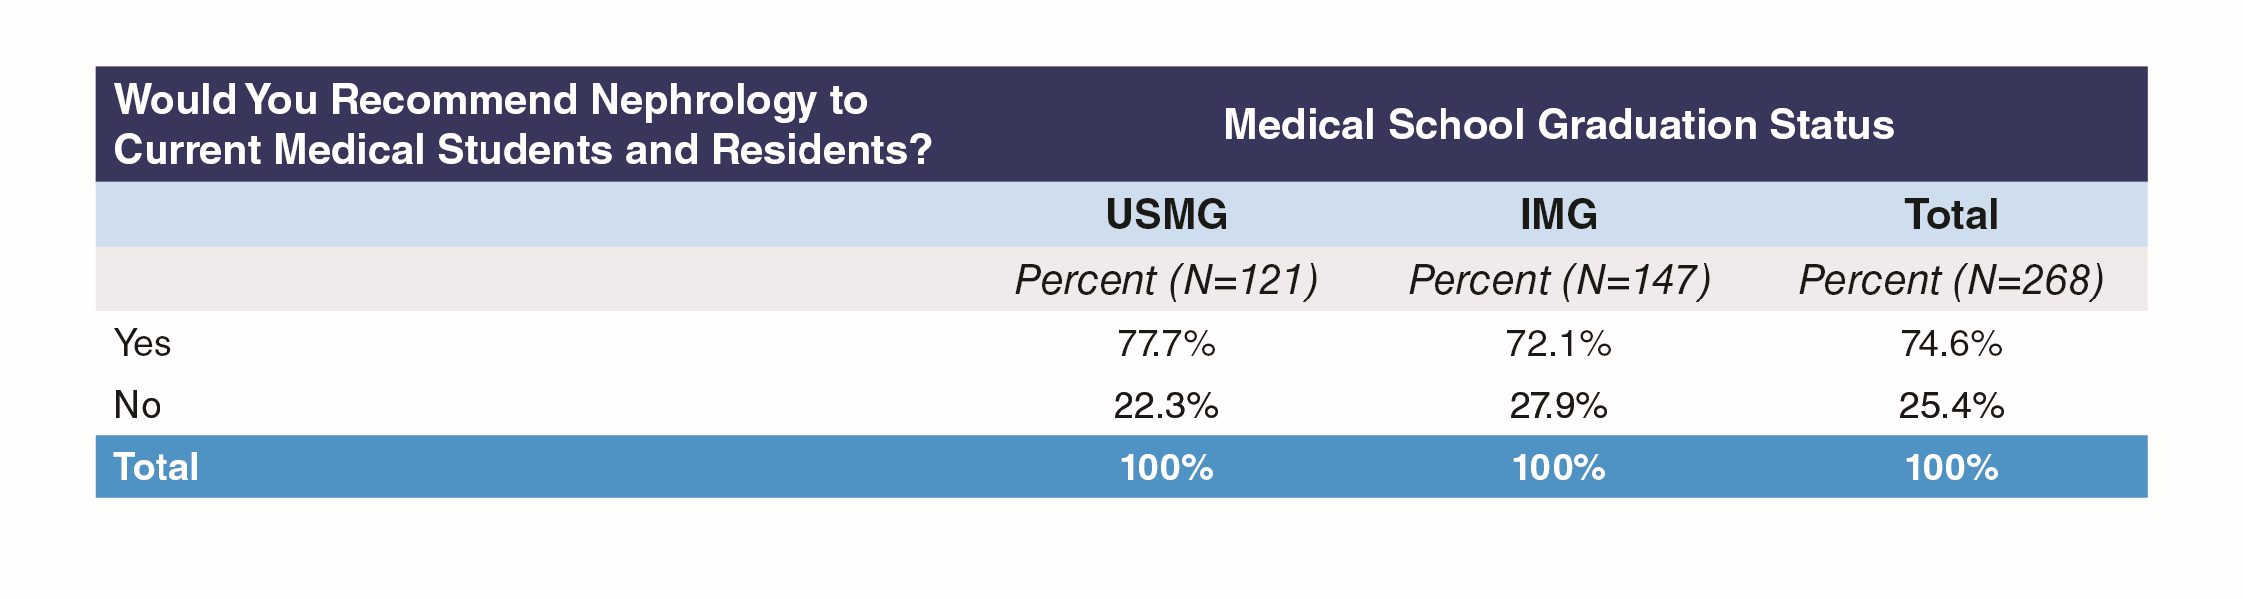 Would You Recommend Nephrology to
Current Medical Students and Residents?
Medical School Graduation Status
USMG IMG Total
Percent (N=121) Percent (N=147) Percent (N=268)
Yes 77.7% 72.1% 74.6%
No 22.3% 27.9% 25.4%
Total 100% 100% 100%